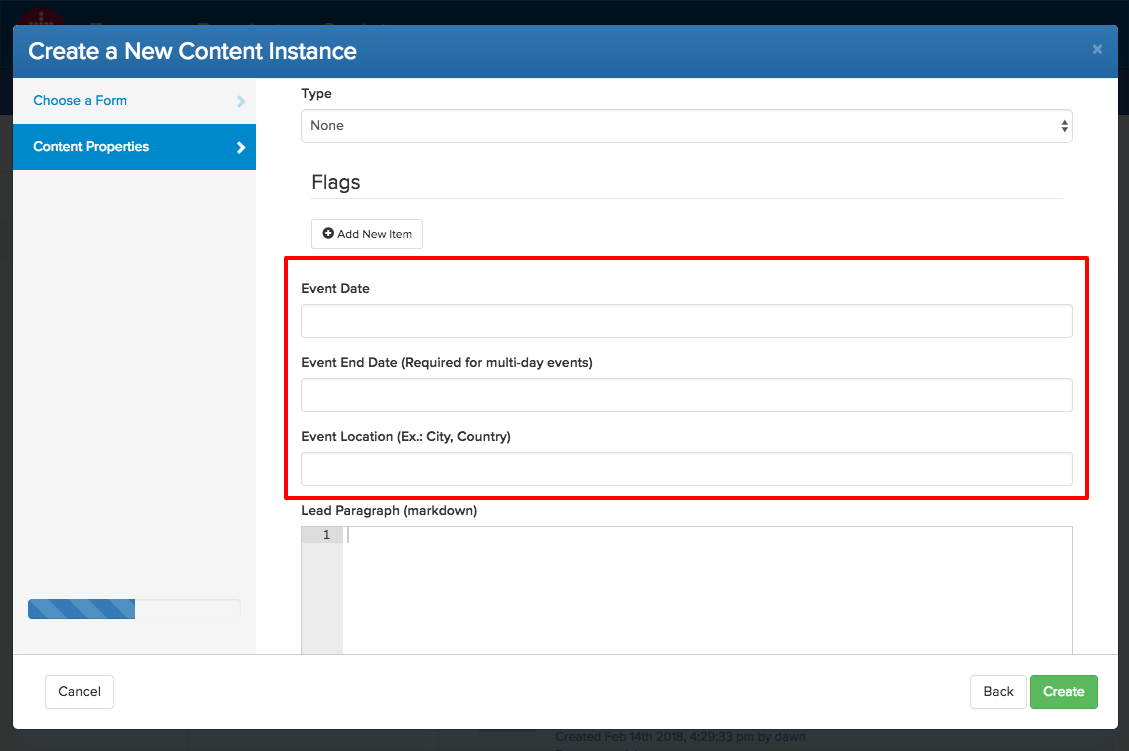 Create a New Content Instance
×
Choose a Form
Content Properties
Type
None
Flags
Add New Item
Event Date
Event End Date (Required for multi-day events)
Event Location (Ex.: City, Country)
Lead Paragraph (markdown)
1
Cancel
Back
Create
Created Feb 14th 2018, 4:29:33 pm by dawn